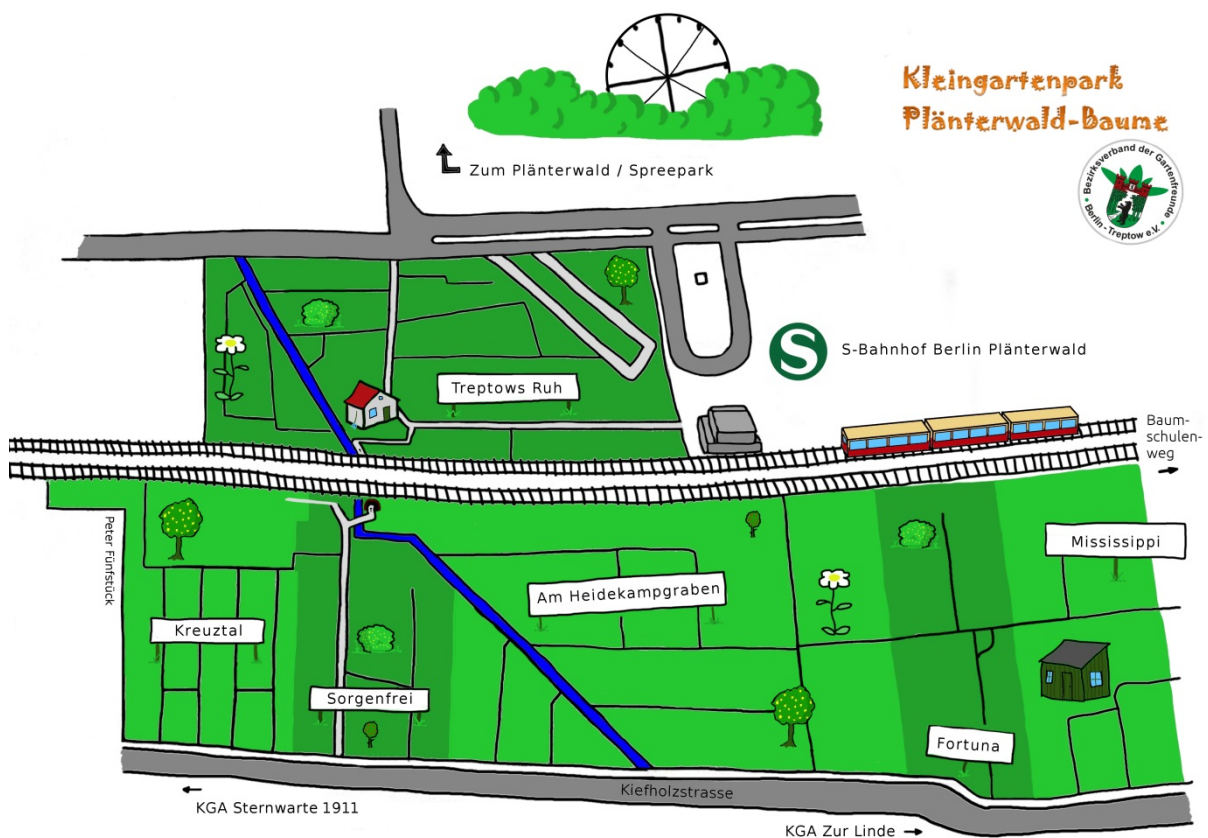 Kleingartenpark
Plänterwald-Baume
Bezirksverband der Gartenfreunde
Berlin-Treptow e.V.
Zum Plänterwald / Spreepark
S
S-Bahnhof Berlin Plänterwald
Treptows Ruh
Baum-
schulen-
weg
Peter Fünfstück
Mississippi
Am Heidekampgraben
Kreuztal
Sorgenfrei
Fortuna
Kiefholzstrasse
KGA Sternwarte 1911
KGA Zur Linde